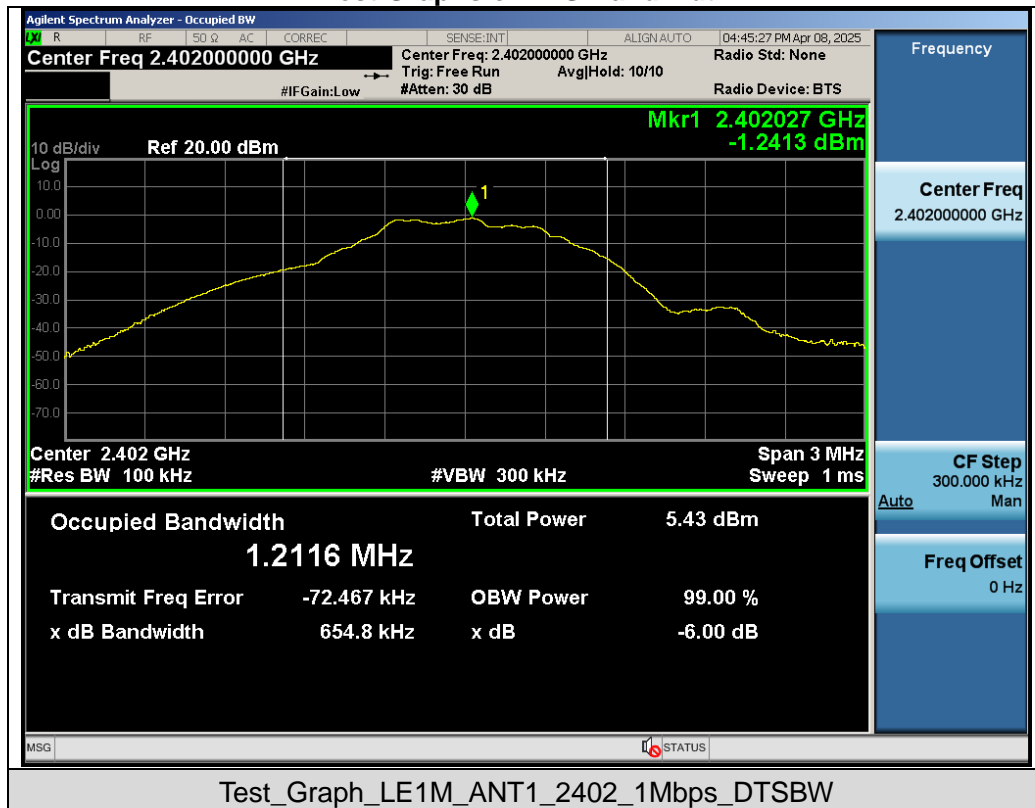 Agilent Spectrum Analyzer - Occupied BW
LXI R RF 50 Ω AC CORREC SENSE:INT ALIGN AUTO 04:45:27 PM Apr 08, 2025
Center Freq 2.402000000 GHz Center Freq: 2.402000000 GHz Radio Std: None
Trig: Free Run Avg|Hold: 10/10
#IFGain:Low #Atten: 30 dB Radio Device: BTS
Frequency
Mkr1 2.402027 GHz
-1.2413 dBm
10 dB/div Ref 20.00 dBm
Log
10.0
0.00
-10.0
-20.0
-30.0
-40.0
-50.0
-60.0
-70.0
1
Center 2.402 GHz Span 3 MHz
#Res BW 100 kHz #VBW 300 kHz Sweep 1 ms
Center Freq
2.402000000 GHz
CF Step
300.000 kHz
Auto Man
Freq Offset
0 Hz
Occupied Bandwidth Total Power 5.43 dBm
1.2116 MHz
Transmit Freq Error -72.467 kHz OBW Power 99.00 %
x dB Bandwidth 654.8 kHz x dB -6.00 dB
MSG STATUS
Test_Graph_LE1M_ANT1_2402_1Mbps_DTSBW